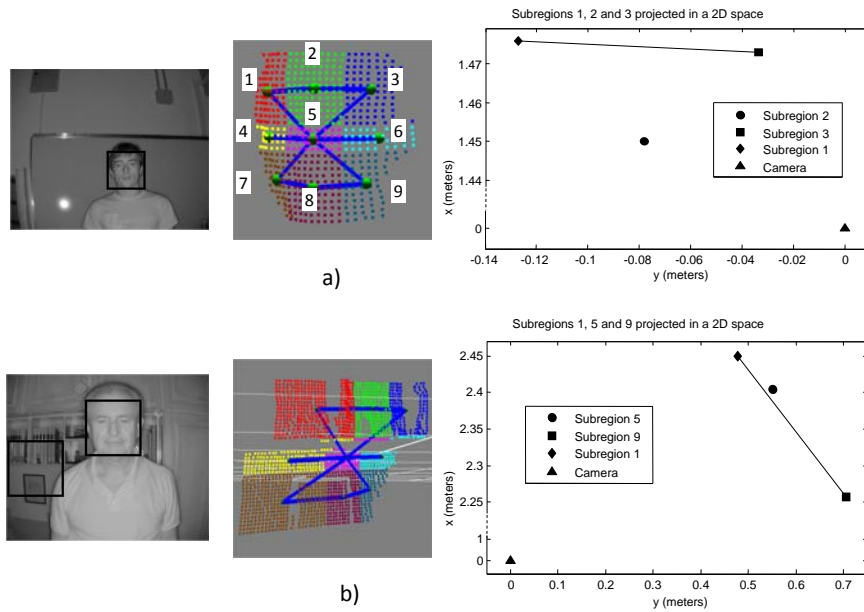 Subregions 1, 2 and 3 projected in a 2D space
1
2
3
4
5
6
7
8
9
x (meters)
1.47
1.46
1.45
1.44
0
Subregion 2
Subregion 3
Subregion 1
Camera
-0.14 -0.12 -0.1 -0.08 -0.06 -0.04 -0.02 0
y (meters)
a)
Subregions 1, 5 and 9 projected in a 2D space
x (meters)
2.45
2.4
2.35
2.3
2.25
1
0
Subregion 5
Subregion 9
Subregion 1
Camera
0 0.1 0.2 0.3 0.4 0.5 0.6 0.7
y (meters)
b)